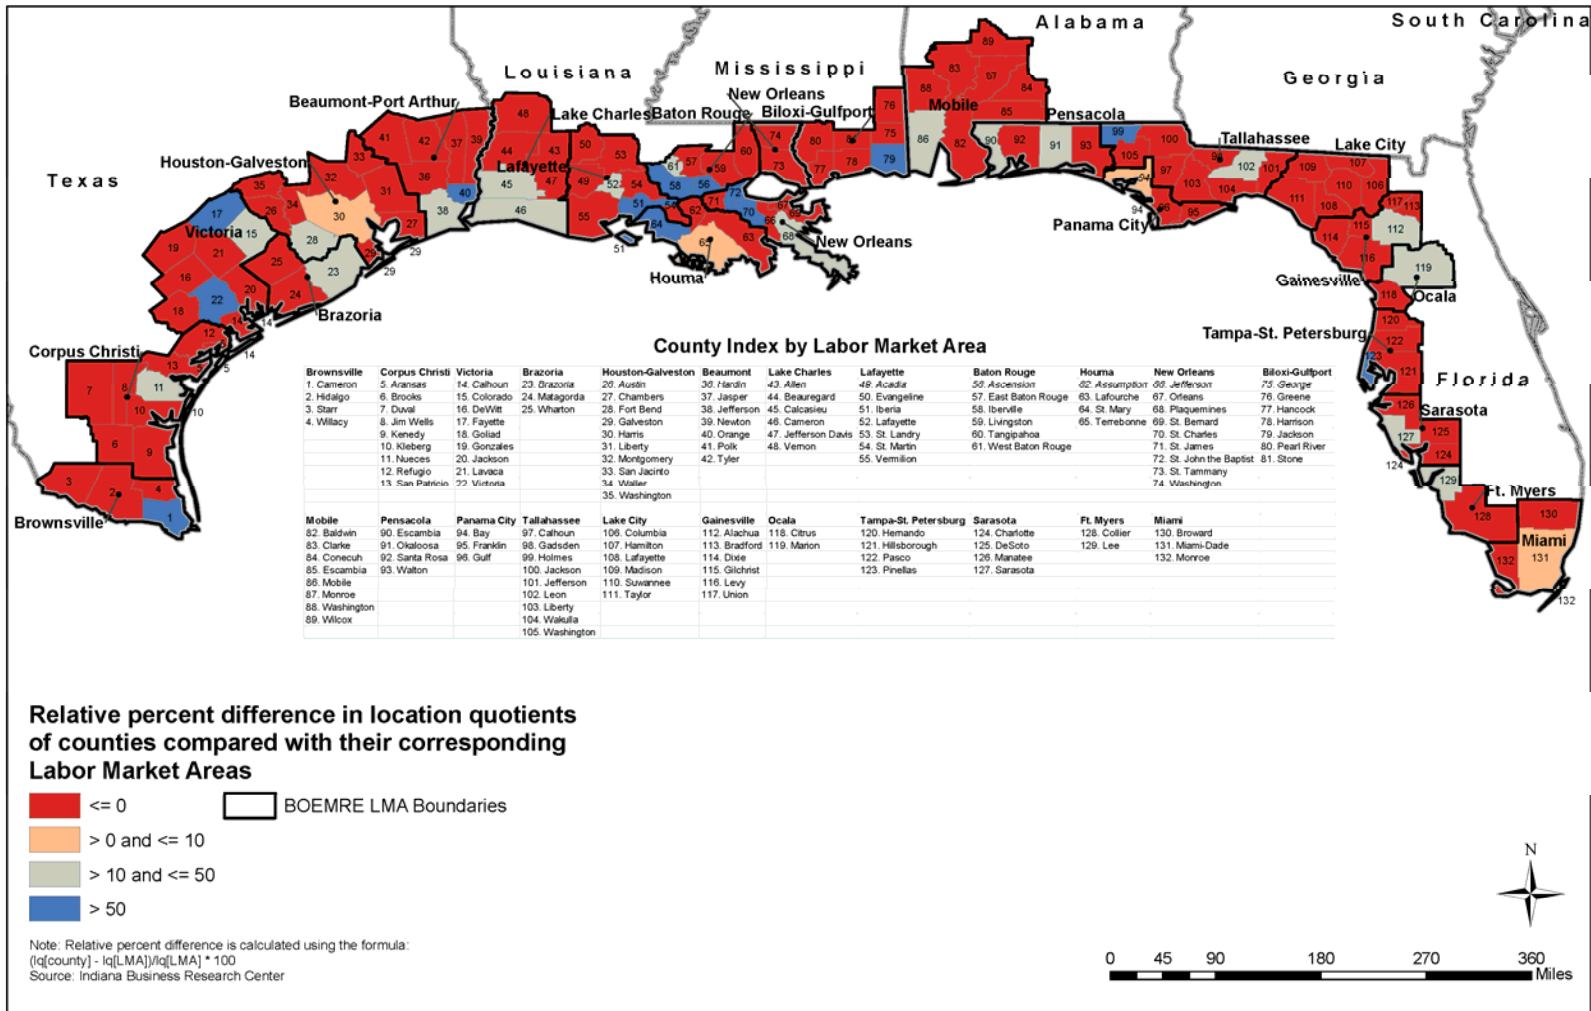 Alabama
South Carolina
Louisiana
Mississippi
Georgia
Texas
Florida
Beaumont-Port Arthur
Lake Charles
Baton Rouge
New Orleans
Biloxi-Gulfport
Mobile
Pensacola
Tallahassee
Lake City
Houston-Galveston
Lafayette
Victoria
New Orleans
Panama City
Houma
Gainesville
Ocala
Brazoria
Tampa-St. Petersburg
Corpus Christi
Sarasota
Ft. Myers
Brownsville
Miami
County Index by Labor Market Area
Brownsville Corpus Christi Victoria Brazoria Houston-Galveston Beaumont Lake Charles Lafayette Baton Rouge Houma New Orleans Biloxi-Gulfport
1. Cameron 5. Aransas 14. Calhoun 23. Brazoria 26. Austin 36. Hardin 43. Allen 49. Acadia 56. Ascension 62. Assumption 66. Jefferson 75. George
2. Hidalgo 6. Brooks 15. Colorado 24. Matagorda 27. Chambers 37. Jasper 44. Beauregard 50. Evangeline 57. East Baton Rouge 63. Lafourche 67. Orleans 76. Greene
3. Starr 7. Duval 16. DeWitt 25. Wharton 28. Fort Bend 38. Jefferson 45. Calcasieu 51. Iberia 58. Iberville 64. St. Mary 68. Plaquemines 77. Hancock
4. Willacy 8. Jim Wells 17. Fayette 29. Galveston 39. Newton 46. Cameron 52. Lafayette 59. Livingston 65. Terrebonne 69. St. Bernard 78. Harrison
9. Kenedy 18. Goliad 30. Harris 40. Orange 47. Jefferson Davis 53. St. Landry 60. Tangipahoa 70. St. Charles 79. Jackson
10. Kleberg 19. Gonzales 31. Liberty 41. Polk 48. Vernon 54. St. Martin 61. West Baton Rouge 71. St. James 80. Pearl River
11. Nueces 20. Jackson 32. Montgomery 42. Tyler 55. Vermilion 72. St. John the Baptist 81. Stone
12. Refugio 21. Lavaca 33. San Jacinto 73. St. Tammany
13. San Patricio 22. Victoria 34. Waller 74. Washington
35. Washington
Mobile Pensacola Panama City Tallahassee Lake City Gainesville Ocala Tampa-St. Petersburg Sarasota Ft. Myers Miami
82. Baldwin 90. Escambia 94. Bay 97. Calhoun 106. Columbia 112. Alachua 118. Citrus 120. Hernando 124. Charlotte 128. Collier 130. Broward
83. Clarke 91. Okaloosa 95. Franklin 98. Gadsden 107. Hamilton 113. Bradford 119. Marion 121. Hillsborough 125. DeSoto 129. Lee 131. Miami-Dade
84. Conecuh 92. Santa Rosa 96. Gulf 99. Holmes 108. Lafayette 114. Dixie 122. Pasco 126. Manatee 132. Monroe
85. Escambia 93. Walton 100. Jackson 109. Madison 115. Gilchrist 123. Pinellas 127. Sarasota
86. Mobile 101. Jefferson 110. Suwannee 116. Levy
87. Monroe 102. Leon 111. Taylor 117. Union
88. Washington 103. Liberty
89. Wilcox 104. Wakulla
105. Washington
Relative percent difference in location quotients
of counties compared with their corresponding
Labor Market Areas
<= 0
BOEMRE LMA Boundaries
> 0 and <= 10
> 10 and <= 50
> 50
Note: Relative percent difference is calculated using the formula:
(lq[county] - lq[LMA])/lq[LMA] * 100
Source: Indiana Business Research Center
N
0 45 90 180 270 360
Miles